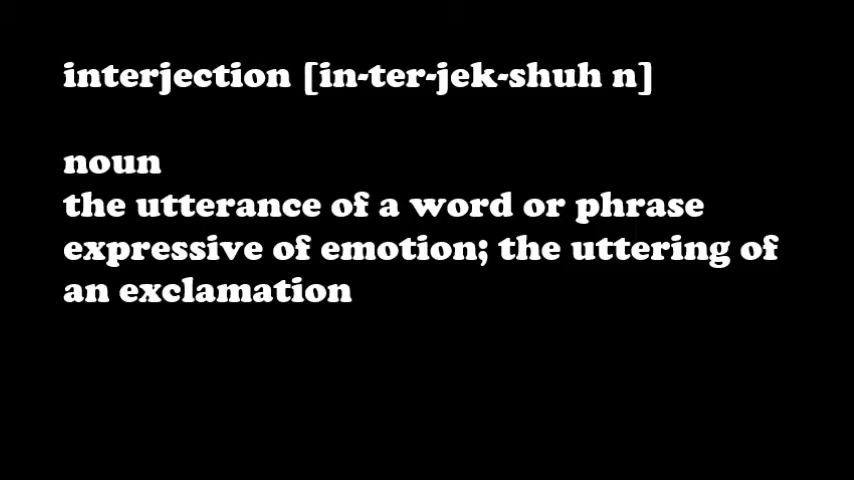 interjection [in-ter-jek-shuh n]
noun
the utterance of a word or phrase
expressive of emotion; the uttering of
an exclamation